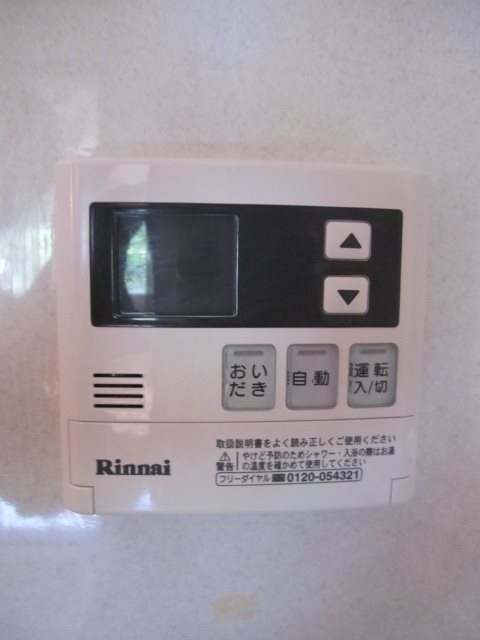 おい
だき
自動
運転
入/切
Rinnai
取扱説明書をよく読み正しくご使用ください
警告 やけど予防のためシャワー・入浴の際はお湯
の温度を確かめて使用してください
フリーダイヤル 0120-054321